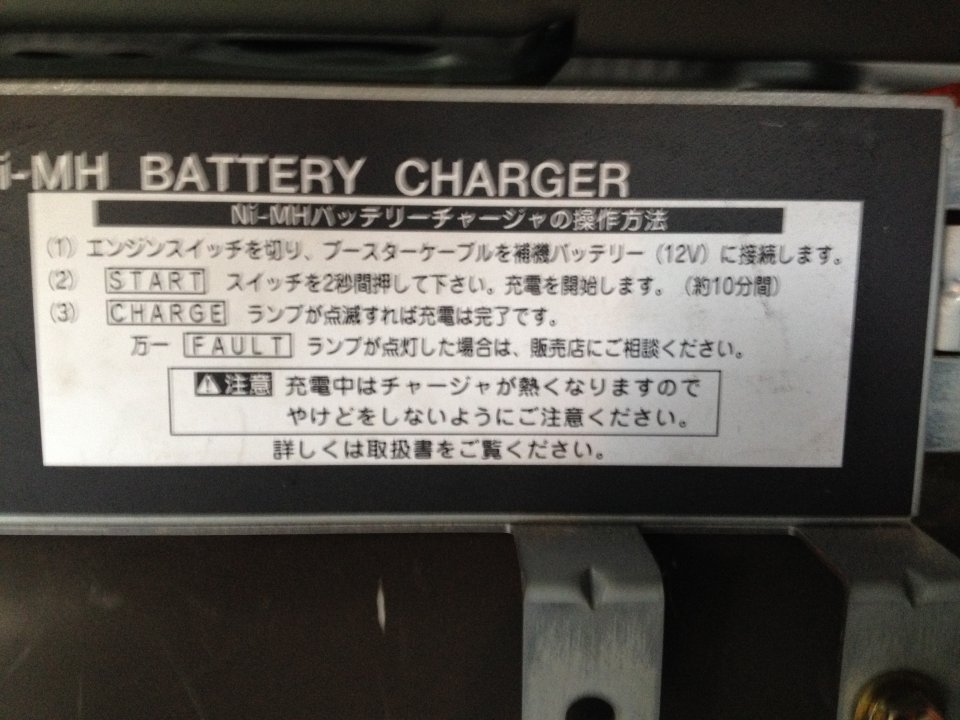 i-MH BATTERY CHARGER
Ni-MHバッテリーチャージャの操作方法
(1) エンジンスイッチを切り、ブースターケーブルを補機バッテリー(12V)に接続します。
(2) START スイッチを2秒間押して下さい。充電を開始します。(約10分間)
(3) CHARGE ランプが点滅すれば充電は完了です。
万一 FAULT ランプが点灯した場合は、販売店にご相談ください。
⚠注意 充電中はチャージャが熱くなりますので
やけどをしないようにご注意ください。
詳しくは取扱書をご覧ください。